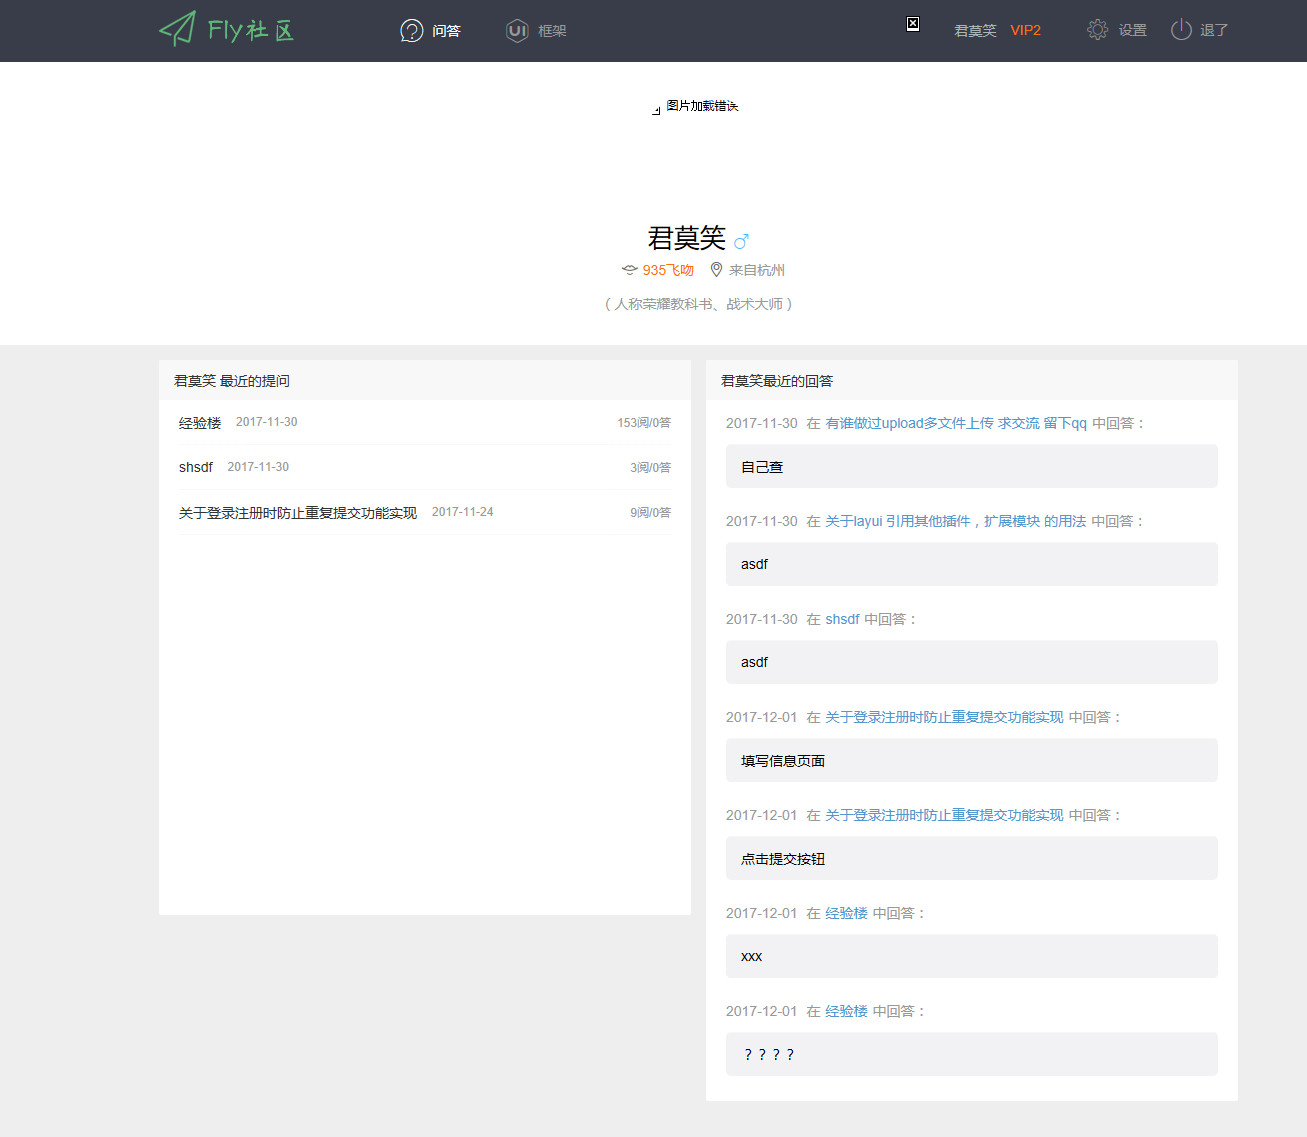 Fly社区 问答 UI 框架 君莫笑 VIP2 设置 退了
图片加载错误
君莫笑
935飞吻 来自杭州
（人称荣耀教科书、战术大师）
君莫笑 最近的提问
经验楼 2017-11-30 153阅/0答
shsdf 2017-11-30 3阅/0答
关于登录注册时防止重复提交功能实现 2017-11-24 9阅/0答
君莫笑最近的回答
2017-11-30 在 有谁做过upload多文件上传 求交流 留下qq 中回答：
自己查
2017-11-30 在 关于layui 引用其他插件，扩展模块 的用法 中回答：
asdf
2017-11-30 在 shsdf 中回答：
asdf
2017-12-01 在 关于登录注册时防止重复提交功能实现 中回答：
填写信息页面
2017-12-01 在 关于登录注册时防止重复提交功能实现 中回答：
点击提交按钮
2017-12-01 在 经验楼 中回答：
xxx
2017-12-01 在 经验楼 中回答：
？？？？